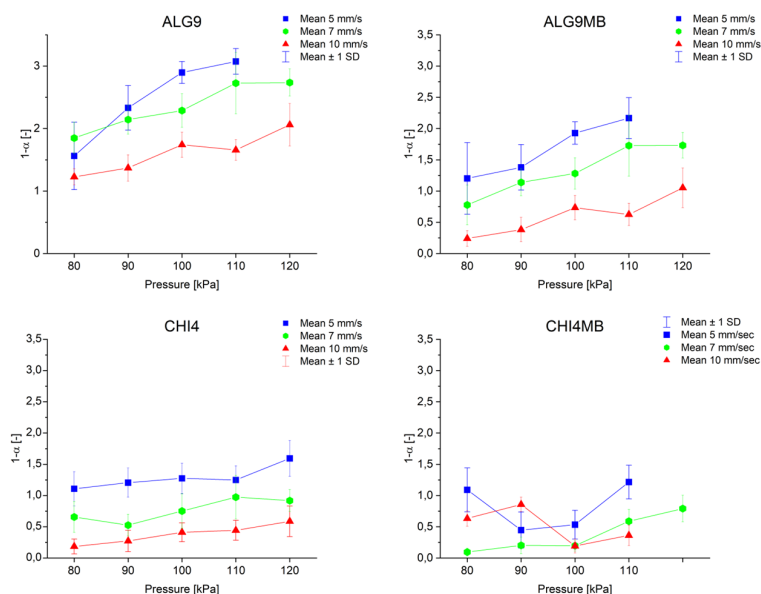 ALG9
Mean 5 mm/s
Mean 7 mm/s
Mean 10 mm/s
Mean ± 1 SD
3
2
1
0
1-α [-]
80 90 100 110 120
Pressure [kPa]
ALG9MB
Mean 5 mm/s
Mean 7 mm/s
Mean 10 mm/s
Mean ± 1 SD
3,5
3,0
2,5
2,0
1,5
1,0
0,5
0,0
1-α [-]
80 90 100 110 120
Pressure [kPa]
CHI4
Mean 5 mm/s
Mean 7 mm/s
Mean 10 mm/s
Mean ± 1 SD
3,5
3,0
2,5
2,0
1,5
1,0
0,5
0,0
1-α [-]
80 90 100 110 120
Pressure [kPa]
CHI4MB
Mean ± 1 SD
Mean 5 mm/sec
Mean 7 mm/sec
Mean 10 mm/sec
3,5
3,0
2,5
2,0
1,5
1,0
0,5
0,0
1-α [-]
80 90 100 110
Pressure [kPa]